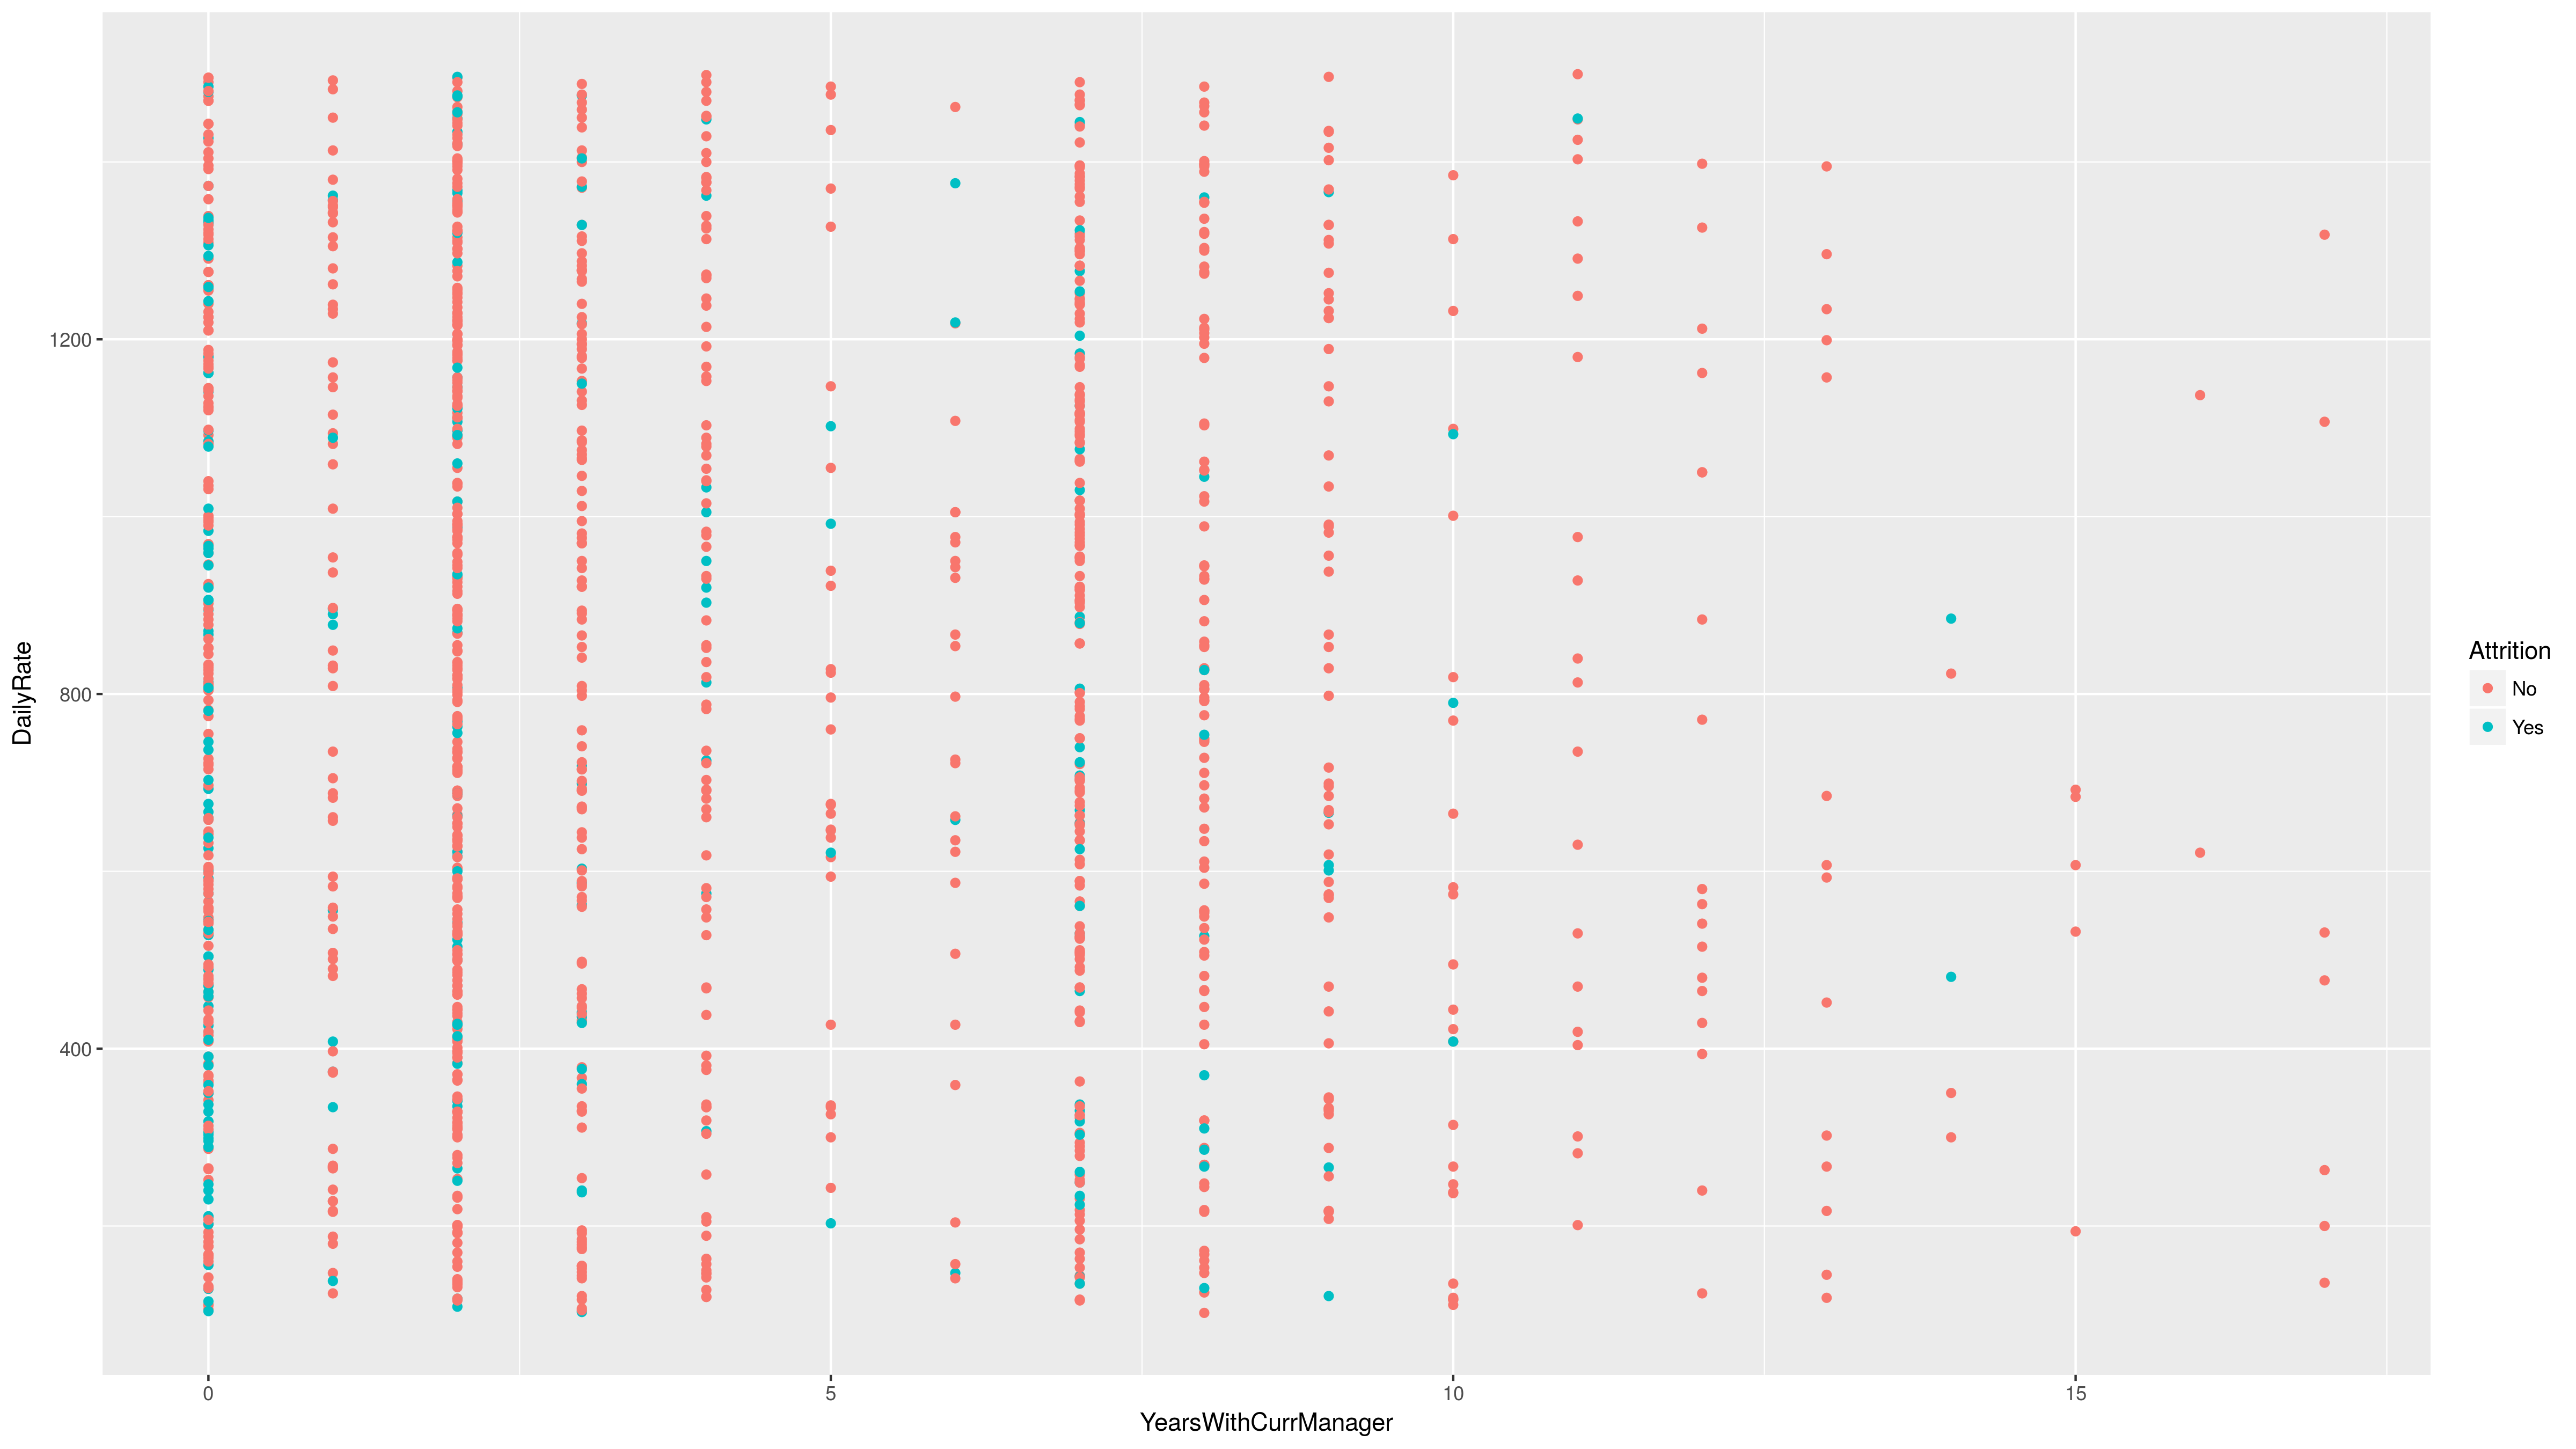 1200
800
400
DailyRate
0
5
10
15
YearsWithCurrManager
Attrition
No
Yes